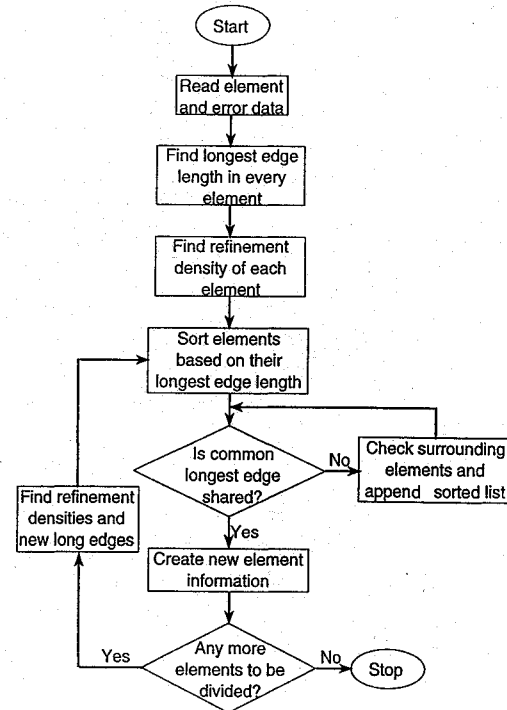 Start
Read element
and error data
Find longest edge
length in every
element
Find refinement
density of each
element
Sort elements
based on their
longest edge length
Is common
longest edge
shared?
No
Check surrounding
elements and
append sorted list
Yes
Find refinement
densities and
new long edges
Create new element
information
Any more
elements to be
divided?
Yes
No
Stop